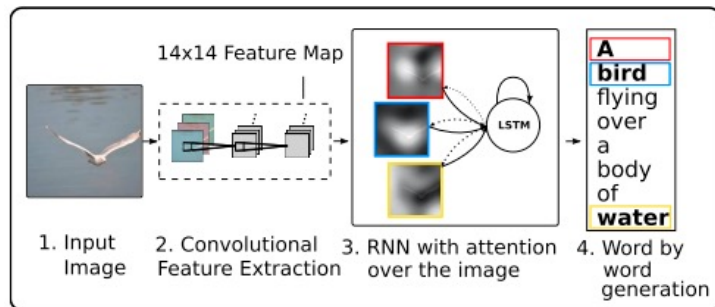 14x14 Feature Map
LSTM
A
bird
flying
over
a
body
of
water
1. Input
Image
2. Convolutional
Feature Extraction
3. RNN with attention
over the image
4. Word by
word
generation